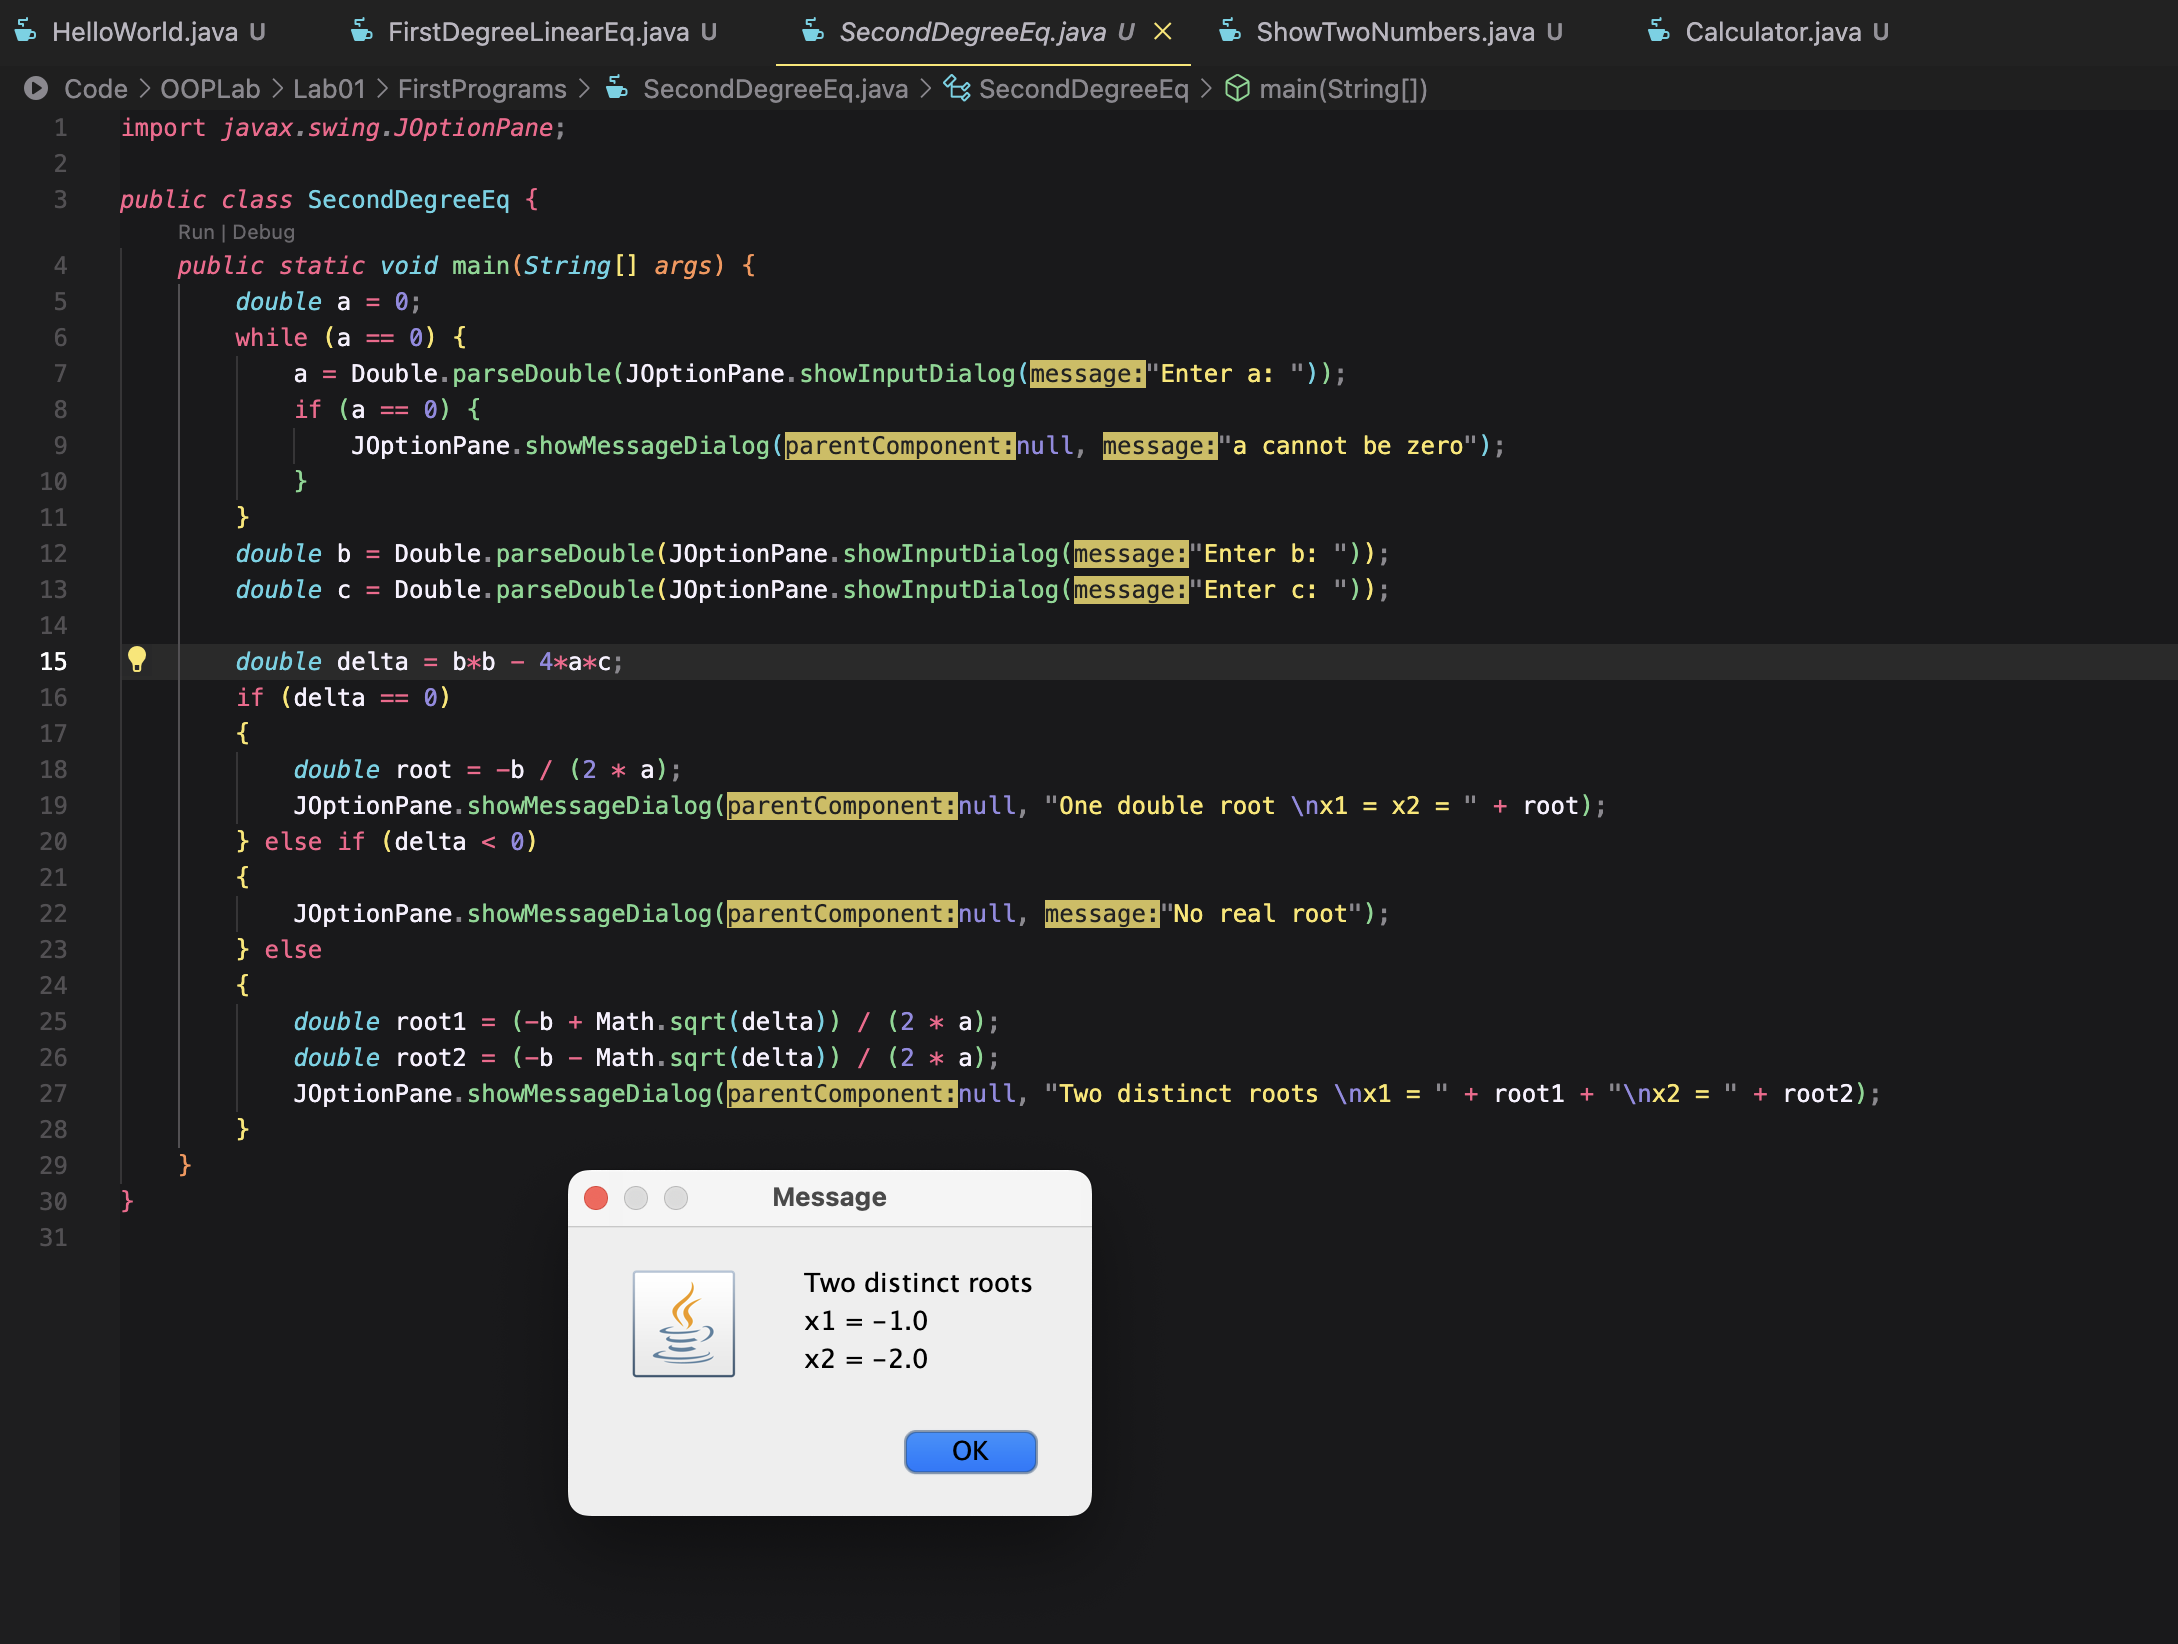 HelloWorld.java U FirstDegreeLinearEq.java U SecondDegreeEq.java U ShowTwoNumbers.java U Calculator.java U
Code > OOPLab > Lab01 > FirstPrograms > SecondDegreeEq.java > SecondDegreeEq > main(String[])
1 import javax.swing.JOptionPane;
2
3 public class SecondDegreeEq {
Run | Debug
4 public static void main(String[] args) {
5 double a = 0;
6 while (a == 0) {
7 a = Double.parseDouble(JOptionPane.showInputDialog(message:"Enter a: "));
8 if (a == 0) {
9 JOptionPane.showMessageDialog(parentComponent:null, message:"a cannot be zero");
10 }
11 }
12 double b = Double.parseDouble(JOptionPane.showInputDialog(message:"Enter b: "));
13 double c = Double.parseDouble(JOptionPane.showInputDialog(message:"Enter c: "));
14
15 double delta = b*b - 4*a*c;
16 if (delta == 0)
17 {
18 double root = -b / (2 * a);
19 JOptionPane.showMessageDialog(parentComponent:null, "One double root \nx1 = x2 = " + root);
20 } else if (delta < 0)
21 {
22 JOptionPane.showMessageDialog(parentComponent:null, message:"No real root");
23 } else
24 {
25 double root1 = (-b + Math.sqrt(delta)) / (2 * a);
26 double root2 = (-b - Math.sqrt(delta)) / (2 * a);
27 JOptionPane.showMessageDialog(parentComponent:null, "Two distinct roots \nx1 = " + root1 + "\nx2 = " + root2);
28 }
29 }
30 }
31
Message
Two distinct roots
x1 = -1.0
x2 = -2.0
OK